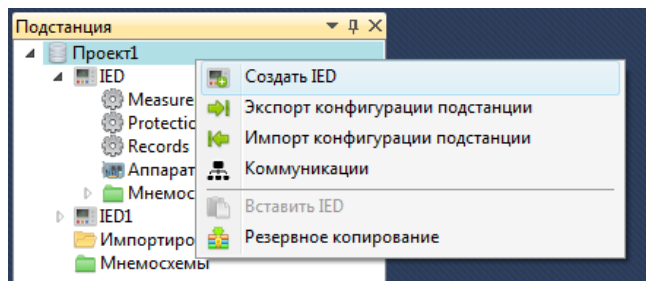 Подстанция
Проект1
IED
Measure
Protectic
Records
Аппарат
Мнемос
IED1
Импортиро
Мнемосхемы
Создать IED
Экспорт конфигурации подстанции
Импорт конфигурации подстанции
Коммуникации
Вставить IED
Резервное копирование